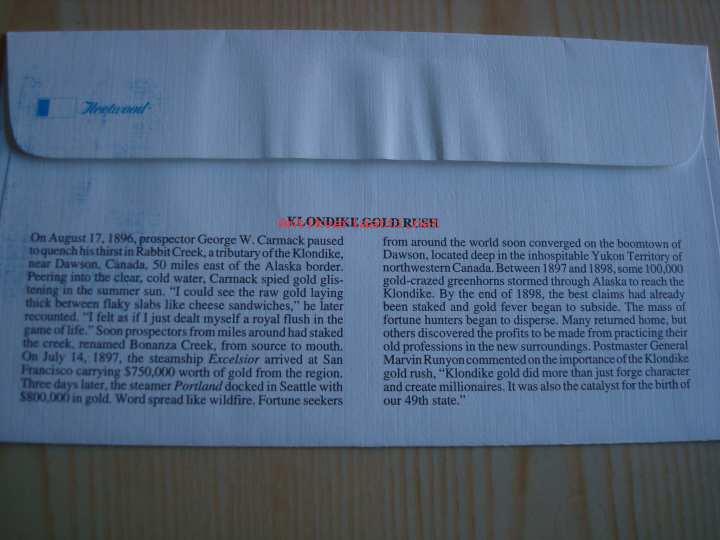 Fleetwood
KLONDIKE GOLD RUSH
On August 17, 1896, prospector George W. Carmack paused
to quench his thirst in Rabbit Creek, a tributary of the Klondike,
near Dawson, Canada, 50 miles east of the Alaska border.
Peering into the clear, cold water, Carmack spied gold glis-
tening in the summer sun. “I could see the raw gold laying
thick between flaky slabs like cheese sandwiches,” he later
recounted. “I felt as if I just dealt myself a royal flush in the
game of life.” Soon prospectors from miles around had staked
the creek, renamed Bonanza Creek, from source to mouth.
On July 14, 1897, the steamship Excelsior arrived at San
Francisco carrying $750,000 worth of gold from the region.
Three days later, the steamer Portland docked in Seattle with
$800,000 in gold. Word spread like wildfire. Fortune seekers
from around the world soon converged on the boomtown of
Dawson, located deep in the inhospitable Yukon Territory of
northwestern Canada. Between 1897 and 1898, some 100,000
gold-crazed greenhorns stormed through Alaska to reach the
Klondike. By the end of 1898, the best claims had already
been staked and gold fever began to subside. The mass of
fortune hunters began to disperse. Many returned home, but
others discovered the profits to be made from practicing their
old professions in the new surroundings. Postmaster General
Marvin Runyon commented on the importance of the Klondike
gold rush, “Klondike gold did more than just forge character
and create millionaires. It was also the catalyst for the birth of
our 49th state.”